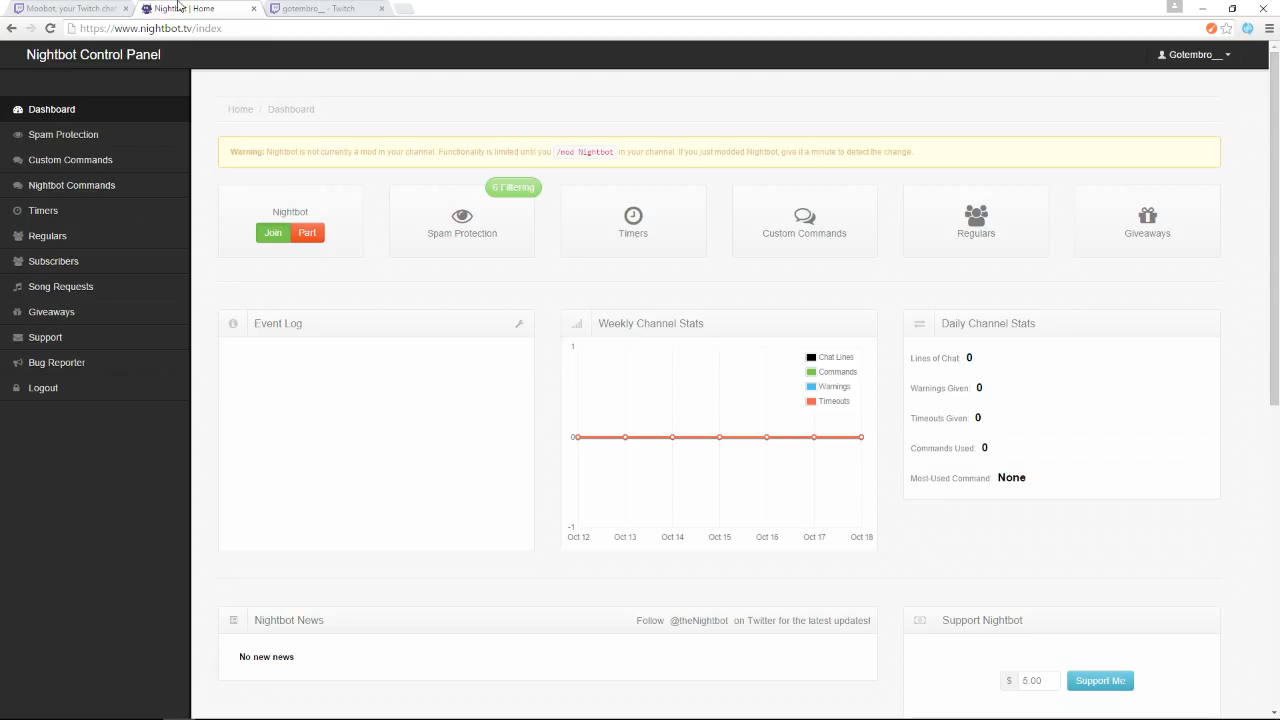 Moobot, your Twitch chat
Nightbot | Home
gotembro__ - Twitch
https://www.nightbot.tv/index
Nightbot Control Panel
Gotembro__
Dashboard
Spam Protection
Custom Commands
Nightbot Commands
Timers
Regulars
Subscribers
Song Requests
Giveaways
Support
Bug Reporter
Logout
Home / Dashboard
Warning: Nightbot is not currently a mod in your channel. Functionality is limited until you /mod Nightbot in your channel. If you just modded Nightbot, give it a minute to detect the change.
Nightbot
Join Part
6 Filtering
Spam Protection
Timers
Custom Commands
Regulars
Giveaways
Event Log
Weekly Channel Stats
1
0
-1
Chat Lines
Commands
Warnings
Timeouts
Oct 12 Oct 13 Oct 14 Oct 15 Oct 16 Oct 17 Oct 18
Daily Channel Stats
Lines of Chat: 0
Warnings Given: 0
Timeouts Given: 0
Commands Used: 0
Most-Used Command: None
Nightbot News
Follow @theNightbot on Twitter for the latest updates!
No new news
Support Nightbot
$ 5.00 Support Me